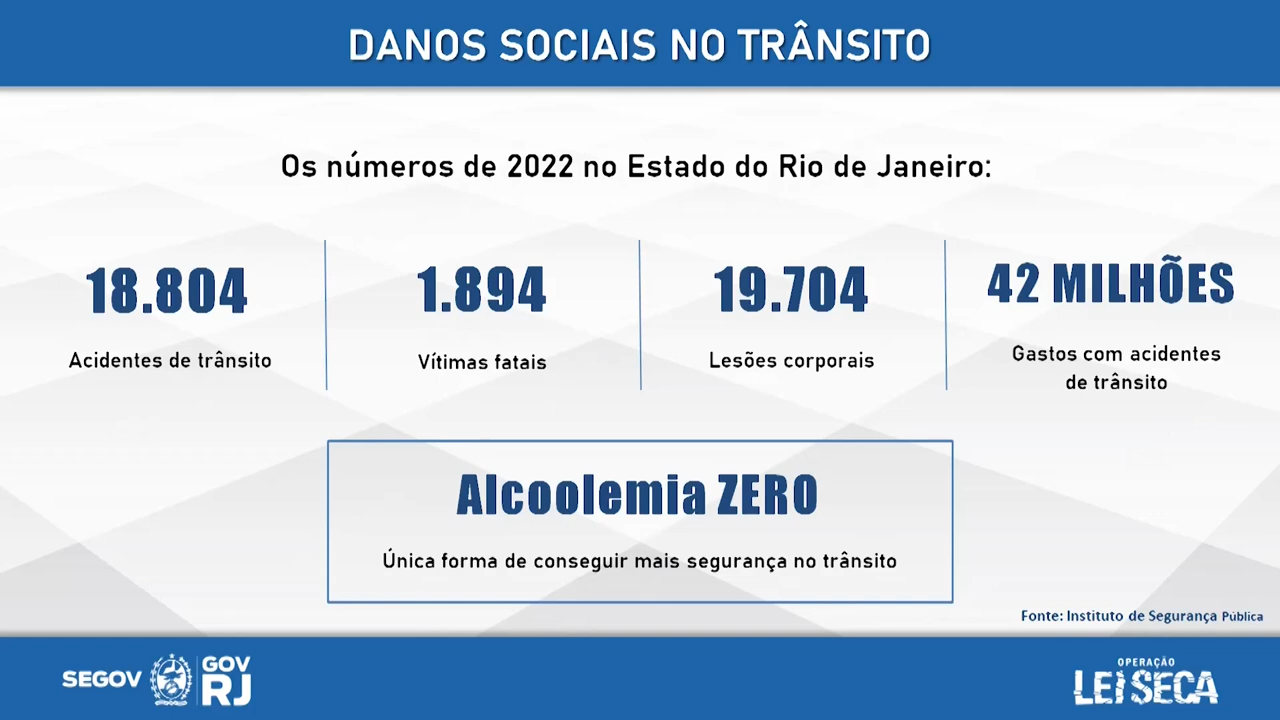 DANOS SOCIAIS NO TRÂNSITO
Os números de 2022 no Estado do Rio de Janeiro:
18.804
Acidentes de trânsito
1.894
Vítimas fatais
19.704
Lesões corporais
42 MILHÕES
Gastos com acidentes
de trânsito
Alcoolemia ZERO
Única forma de conseguir mais segurança no trânsito
Fonte: Instituto de Segurança Pública
SEGOV
GOV
RJ
OPERAÇÃO
LEI SECA